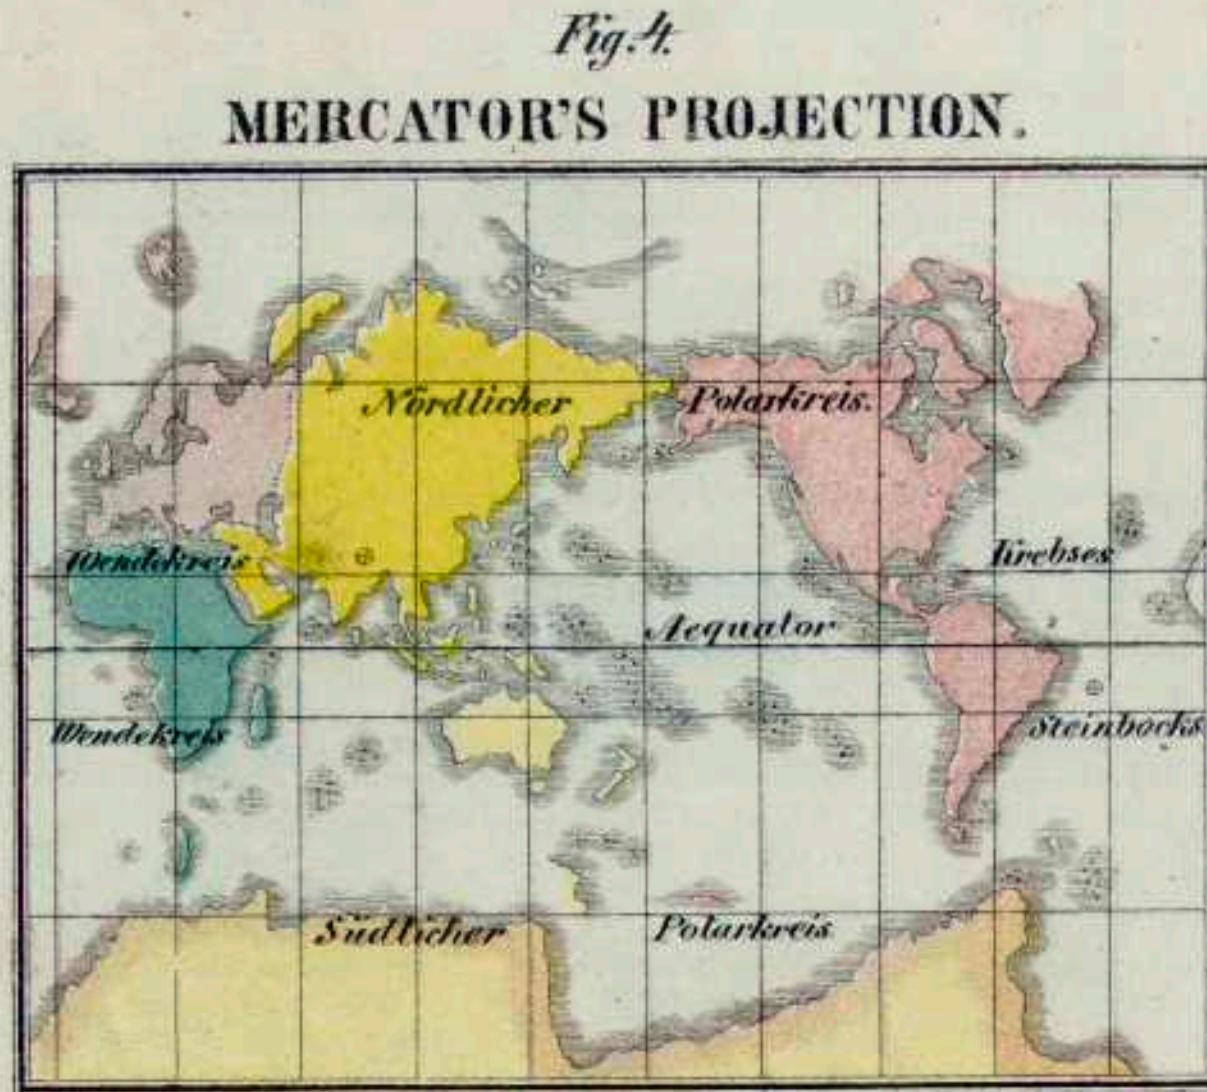 Fig. 4.
MERCATOR'S PROJECTION.
Nördlicher Polarkreis.
Wendekreis Krebses
Aequator
Wendekreis Steinbocks
Südlicher Polarkreis